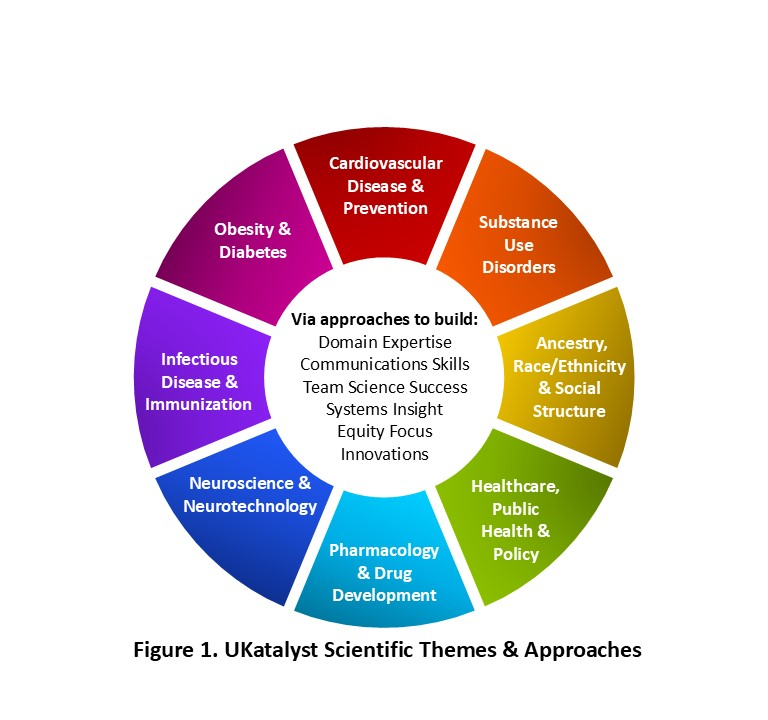 Cardiovascular
Disease &
Prevention
Substance
Use
Disorders
Ancestry,
Race/Ethnicity
& Social
Structure
Healthcare,
Public
Health &
Policy
Pharmacology
& Drug
Development
Neuroscience &
Neurotechnology
Infectious
Disease &
Immunization
Obesity &
Diabetes
Via approaches to build:
Domain Expertise
Communications Skills
Team Science Success
Systems Insight
Equity Focus
Innovations
Figure 1. UKatalyst Scientific Themes & Approaches